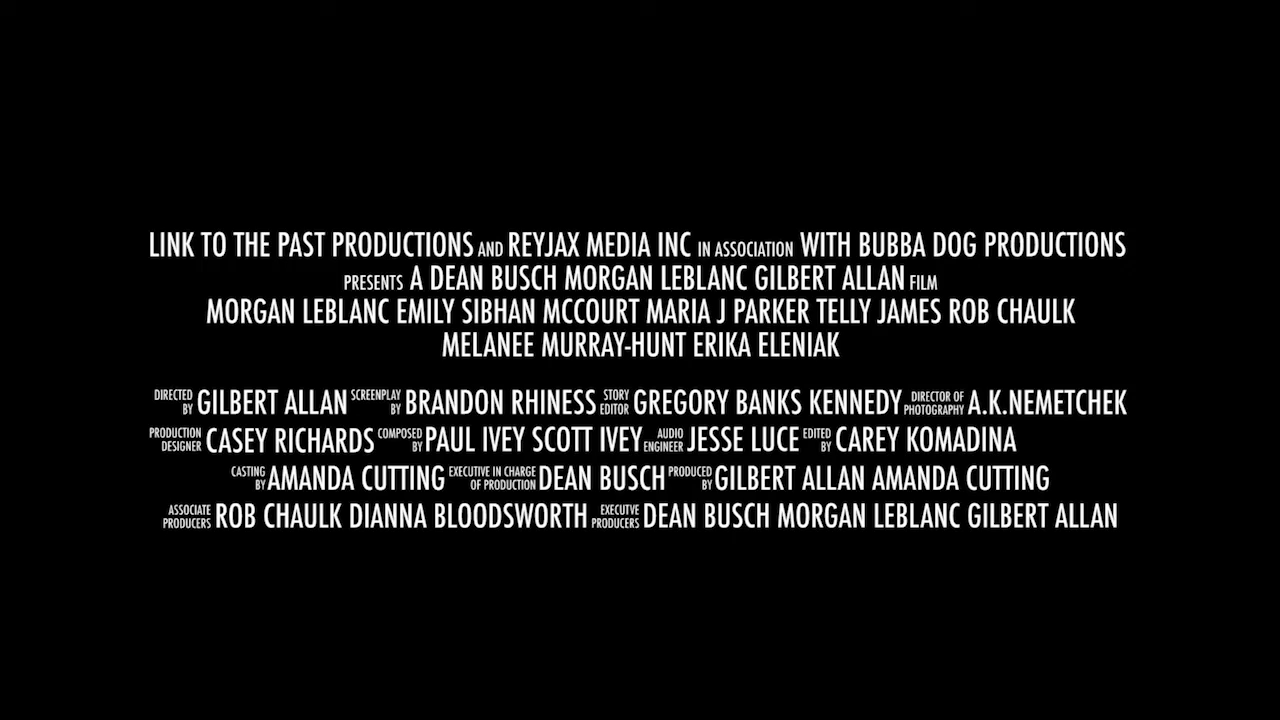 LINK TO THE PAST PRODUCTIONS AND REYJAX MEDIA INC IN ASSOCIATION WITH BUBBA DOG PRODUCTIONS
PRESENTS A DEAN BUSCH MORGAN LEBLANC GILBERT ALLAN FILM
MORGAN LEBLANC EMILY SIBHAN MCCOURT MARIA J PARKER TELLY JAMES ROB CHAULK
MELANEE MURRAY-HUNT ERIKA ELENIAK
DIRECTED BY GILBERT ALLAN SCREENPLAY BY BRANDON RHINESS STORY EDITOR GREGORY BANKS KENNEDY DIRECTOR OF PHOTOGRAPHY A.K.NEMETCHEK
PRODUCTION DESIGNER CASEY RICHARDS COMPOSED BY PAUL IVEY SCOTT IVEY AUDIO ENGINEER JESSE LUCE EDITED BY CAREY KOMADINA
CASTING BY AMANDA CUTTING EXECUTIVE IN CHARGE OF PRODUCTION DEAN BUSCH PRODUCED BY GILBERT ALLAN AMANDA CUTTING
ASSOCIATE PRODUCERS ROB CHAULK DIANNA BLOODSWORTH EXECUTVE PRODUCERS DEAN BUSCH MORGAN LEBLANC GILBERT ALLAN